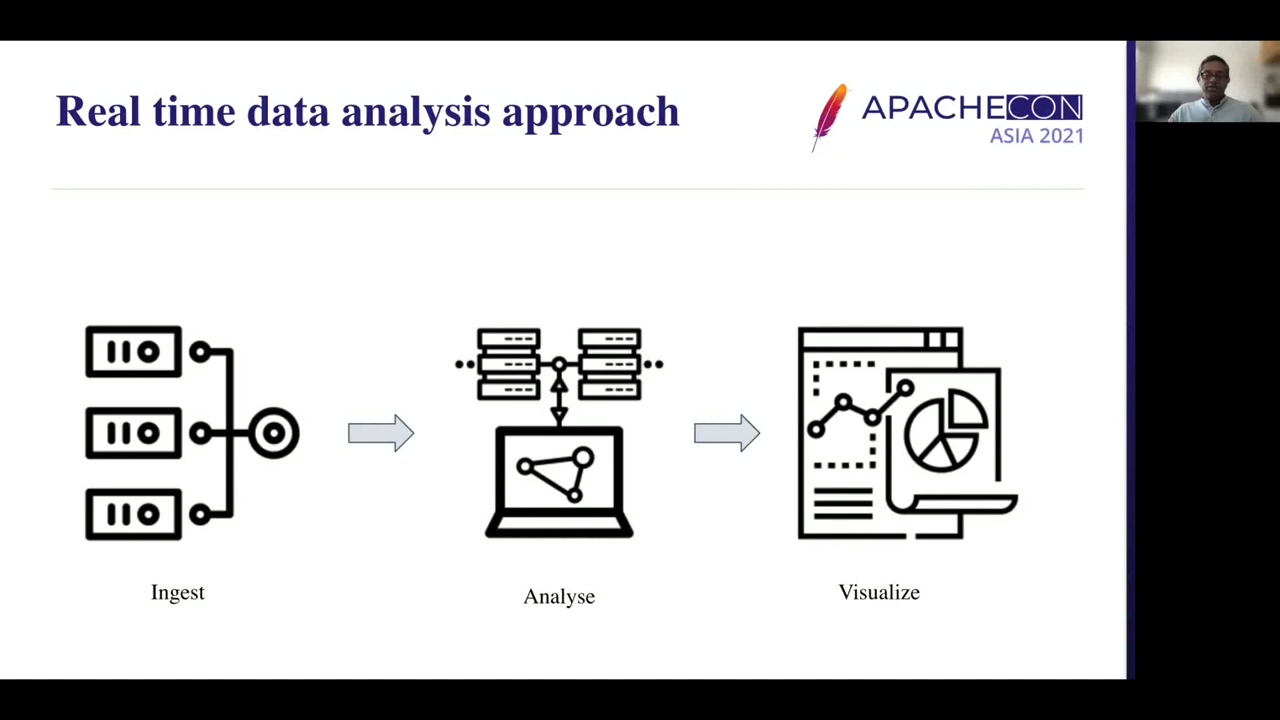 Real time data analysis approach
APACHECON
ASIA 2021
Ingest
Analyse
Visualize